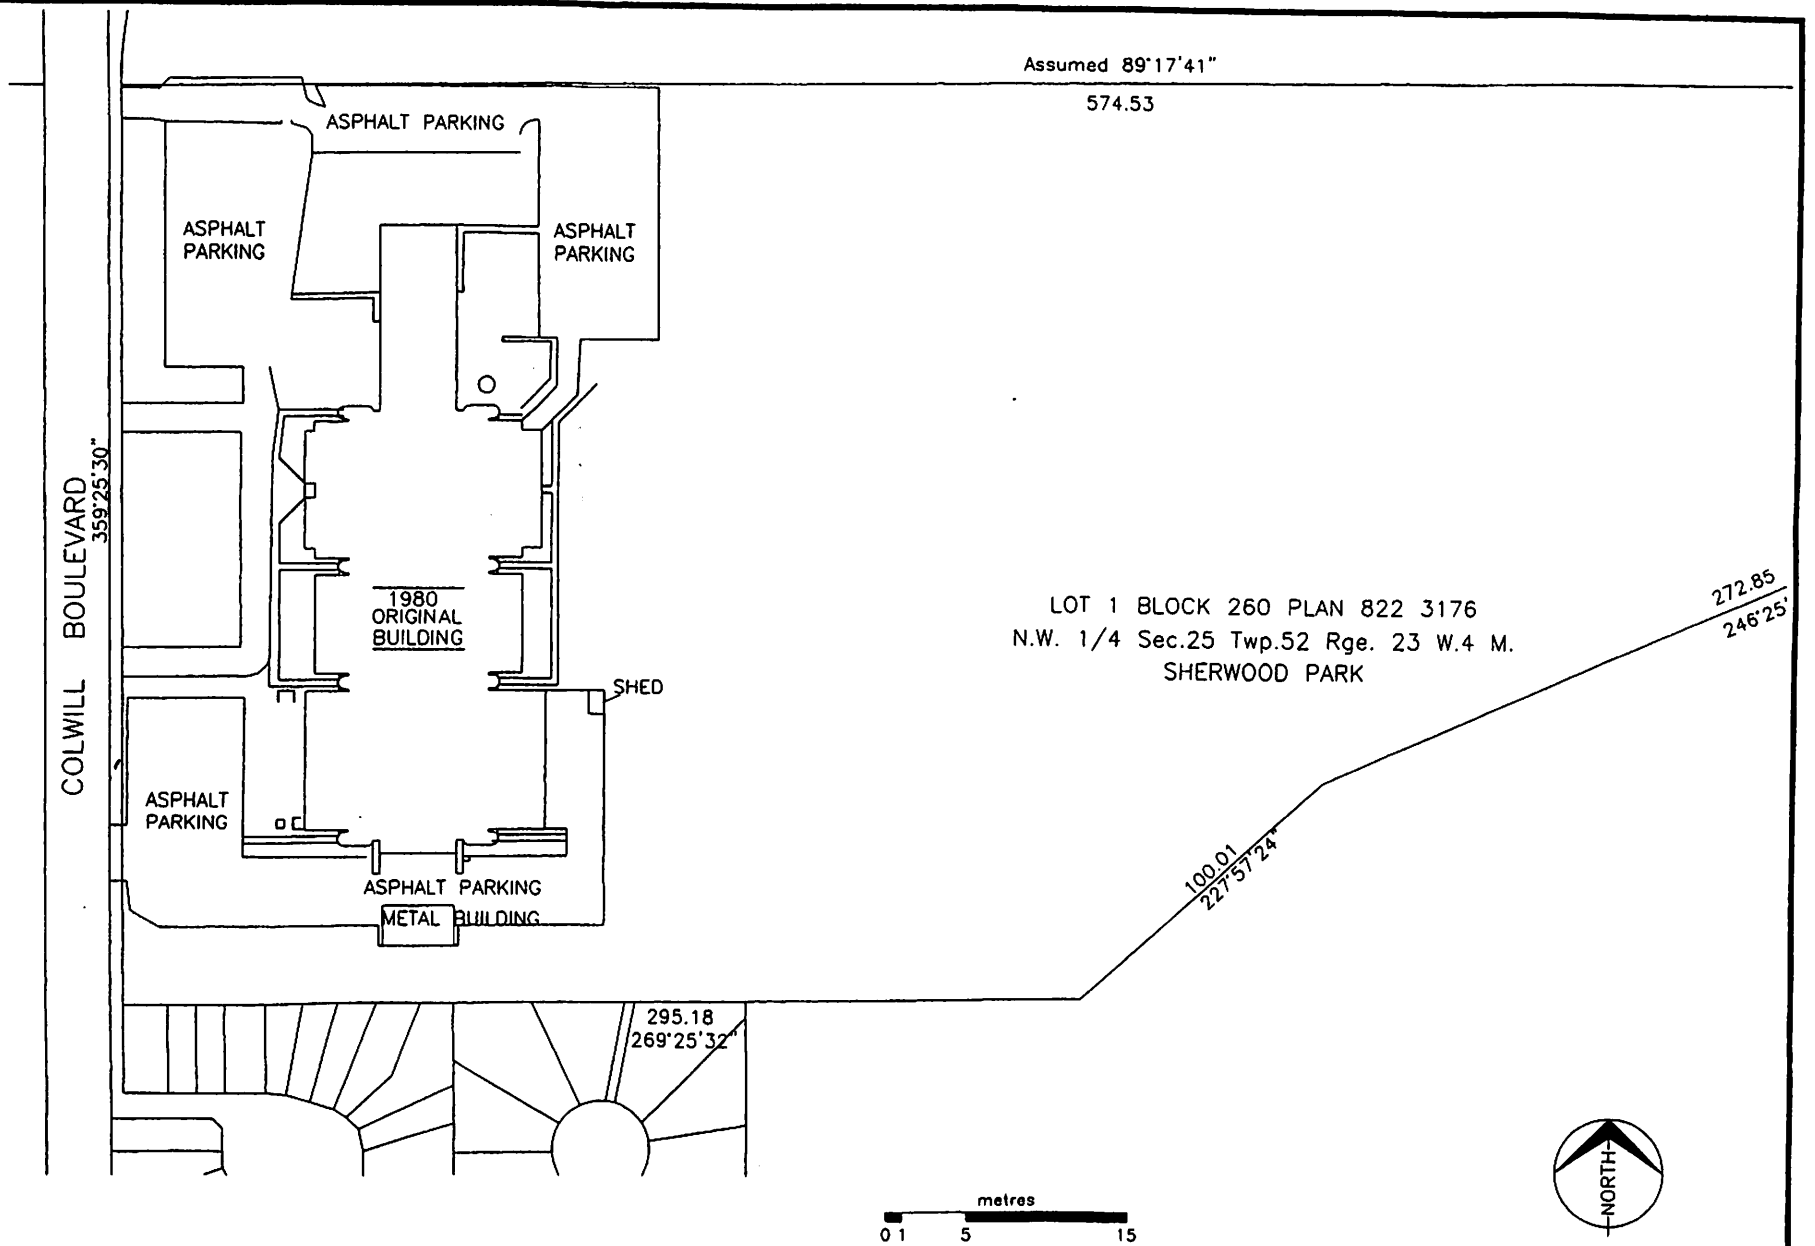 Assumed 89°17'41"
574.53
ASPHALT PARKING
ASPHALT
PARKING
ASPHALT
PARKING
COLWILL BOULEVARD
359°25'30"
1980
ORIGINAL
BUILDING
LOT 1 BLOCK 260 PLAN 822 3176
N.W. 1/4 Sec.25 Twp.52 Rge. 23 W.4 M.
SHERWOOD PARK
272.85
246°25'
SHED
ASPHALT
PARKING
100.01
227°57'24"
ASPHALT PARKING
METAL BUILDING
295.18
269°25'32"
metres
0 1 5 15
NORTH